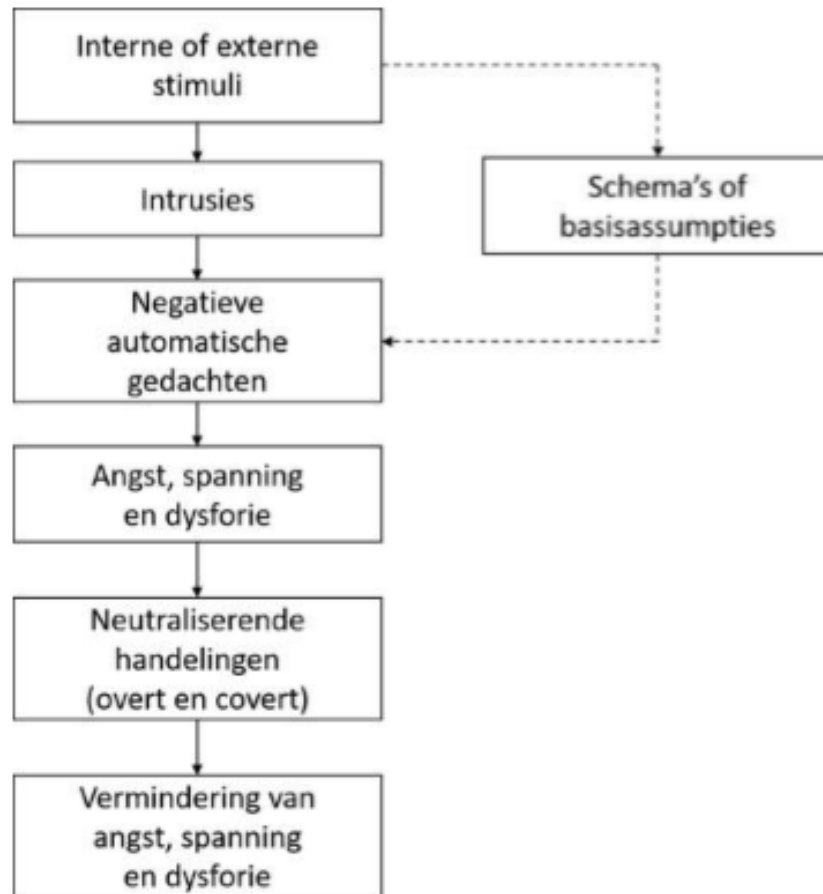 Interne of externe
stimuli
Intrusies
Schema's of
basisassumpties
Negatieve
automatische
gedachten
Angst, spanning
en dysforie
Neutraliserende
handelingen
(overt en covert)
Vermindering van
angst, spanning
en dysforie